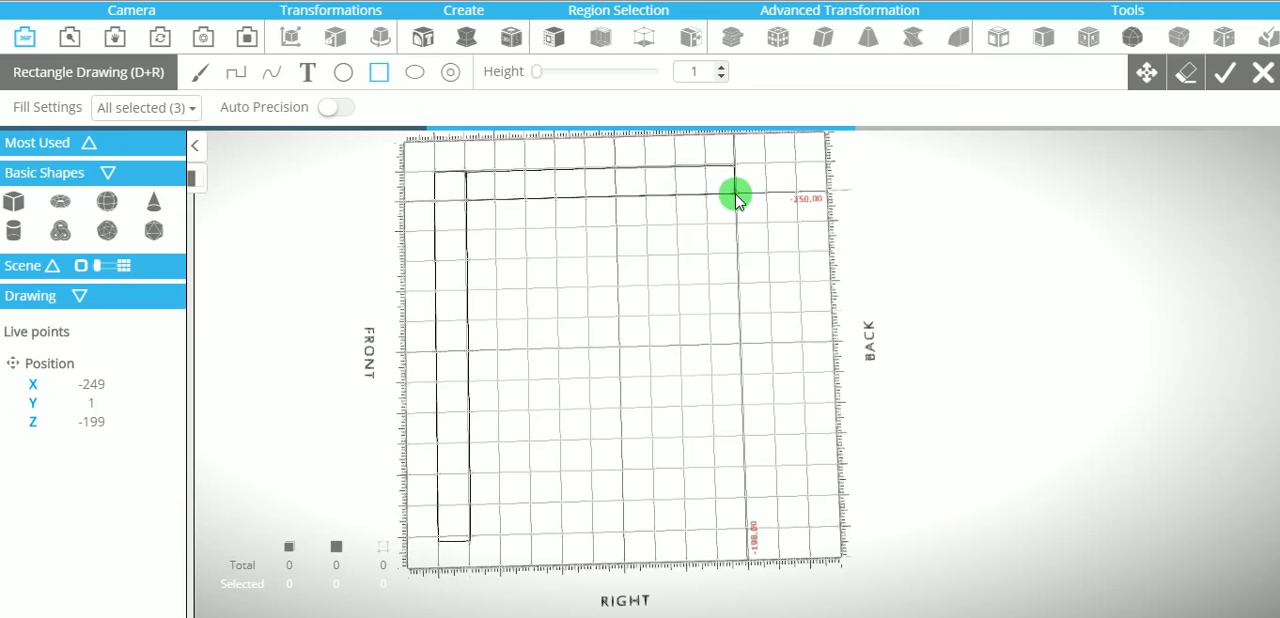 Camera Transformations Create Region Selection Advanced Transformation Tools
360°
Rectangle Drawing (D+R) T Height 1
Fill Settings All selected (3) Auto Precision
Most Used
Basic Shapes
Scene
Drawing
Live points
Position
X -249
Y 1
Z -199
-250.00
-198.00
FRONT
BACK
RIGHT
Total 0 0 0
Selected 0 0 0